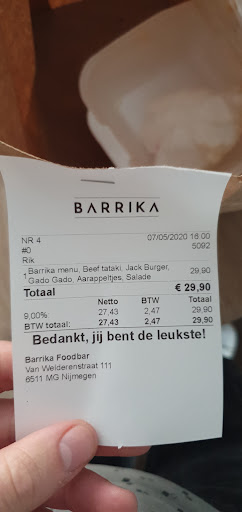 BARRIKA
NR 4 07/05/2020 16:00
#0 5092
Rik
1 Barrika menu, Beef tataki, Jack Burger, Gado Gado, Aarappeltjes, Salade 29,90
Totaal € 29,90
Netto BTW Totaal
9,00%: 27,43 2,47 29,90
BTW totaal: 27,43 2,47 29,90
Bedankt, jij bent de leukste!
Barrika Foodbar
Van Welderenstraat 111
6511 MG Nijmegen